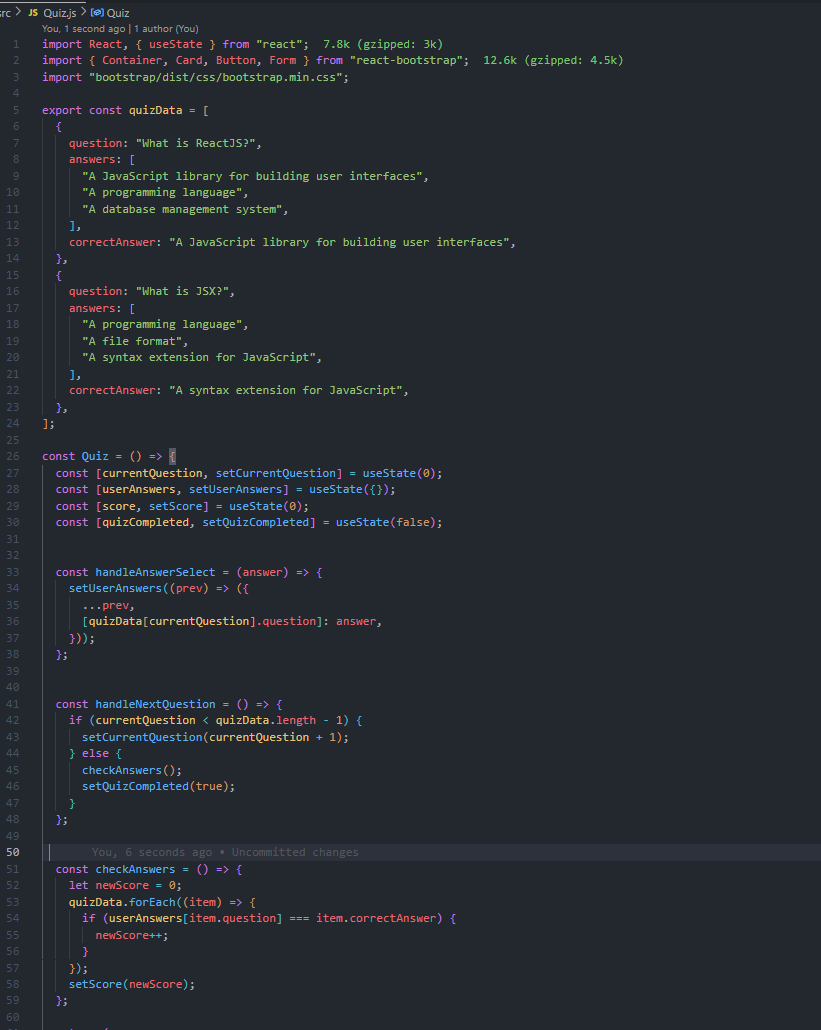 src > JS Quiz.js > Quiz
You, 1 second ago | 1 author (You)
1 import React, { useState } from "react"; 7.8k (gzipped: 3k)
2 import { Container, Card, Button, Form } from "react-bootstrap"; 12.6k (gzipped: 4.5k)
3 import "bootstrap/dist/css/bootstrap.min.css";
4
5 export const quizData = [
6 {
7 question: "What is ReactJS?",
8 answers: [
9 "A JavaScript library for building user interfaces",
10 "A programming language",
11 "A database management system",
12 ],
13 correctAnswer: "A JavaScript library for building user interfaces",
14 },
15 {
16 question: "What is JSX?",
17 answers: [
18 "A programming language",
19 "A file format",
20 "A syntax extension for JavaScript",
21 ],
22 correctAnswer: "A syntax extension for JavaScript",
23 },
24 ];
25
26 const Quiz = () => {
27 const [currentQuestion, setCurrentQuestion] = useState(0);
28 const [userAnswers, setUserAnswers] = useState({});
29 const [score, setScore] = useState(0);
30 const [quizCompleted, setQuizCompleted] = useState(false);
31
32
33 const handleAnswerSelect = (answer) => {
34 setUserAnswers((prev) => ({
35 ...prev,
36 [quizData[currentQuestion].question]: answer,
37 }));
38 };
39
40
41 const handleNextQuestion = () => {
42 if (currentQuestion < quizData.length - 1) {
43 setCurrentQuestion(currentQuestion + 1);
44 } else {
45 checkAnswers();
46 setQuizCompleted(true);
47 }
48 };
49
50 You, 6 seconds ago • Uncommitted changes
51 const checkAnswers = () => {
52 let newScore = 0;
53 quizData.forEach((item) => {
54 if (userAnswers[item.question] === item.correctAnswer) {
55 newScore++;
56 }
57 });
58 setScore(newScore);
59 };
60